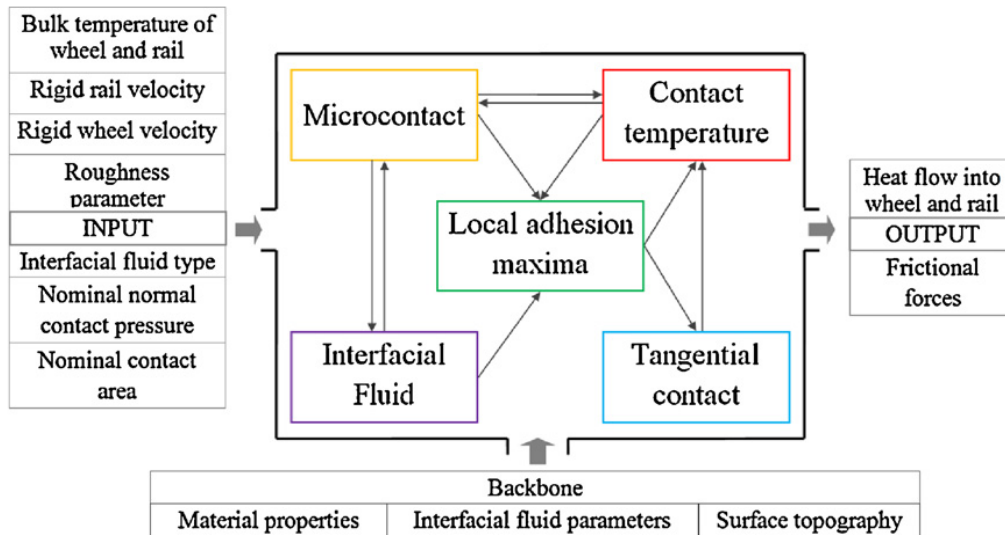 Bulk temperature of
wheel and rail
Rigid rail velocity
Rigid wheel velocity
Roughness
parameter
INPUT
Interfacial fluid type
Nominal normal
contact pressure
Nominal contact
area
Microcontact
Contact
temperature
Local adhesion
maxima
Interfacial
Fluid
Tangential
contact
Heat flow into
wheel and rail
OUTPUT
Frictional
forces
Backbone
Material properties
Interfacial fluid parameters
Surface topography